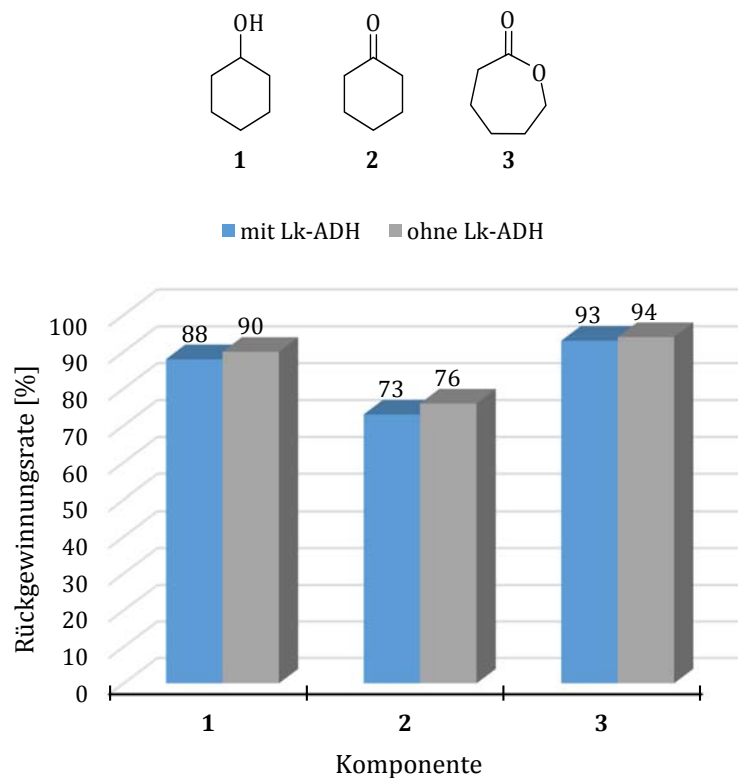 OH
O
O
O
1
2
3
mit Lk-ADH
ohne Lk-ADH
Rückgewinnungsrate [%]
100
90
80
70
60
50
40
30
20
10
0
88
90
73
76
93
94
1
2
3
Komponente